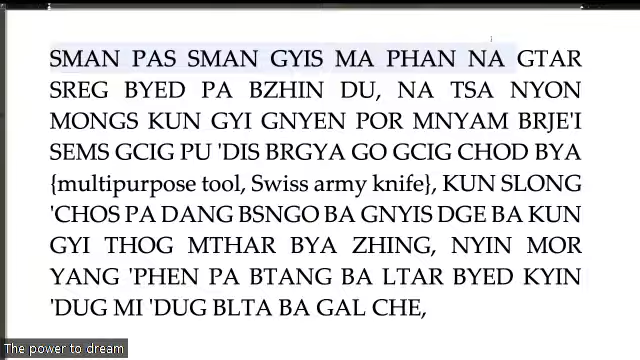 SMAN PAS SMAN GYIS MA PHAN NA GTAR
SREG BYED PA BZHIN DU, NA TSA NYON
MONGS KUN GYI GNYEN POR MNYAM BRJE'I
SEMS GCIG PU 'DIS BRGYA GO GCIG CHOD BYA
{multipurpose tool, Swiss army knife}, KUN SLONG
'CHOS PA DANG BSNGO BA GNYIS DGE BA KUN
GYI THOG MTHAR BYA ZHING, NYIN MOR
YANG 'PHEN PA BTANG BA LTAR BYED KYIN
'DUG MI 'DUG BLTA BA GAL CHE,
The power to dream